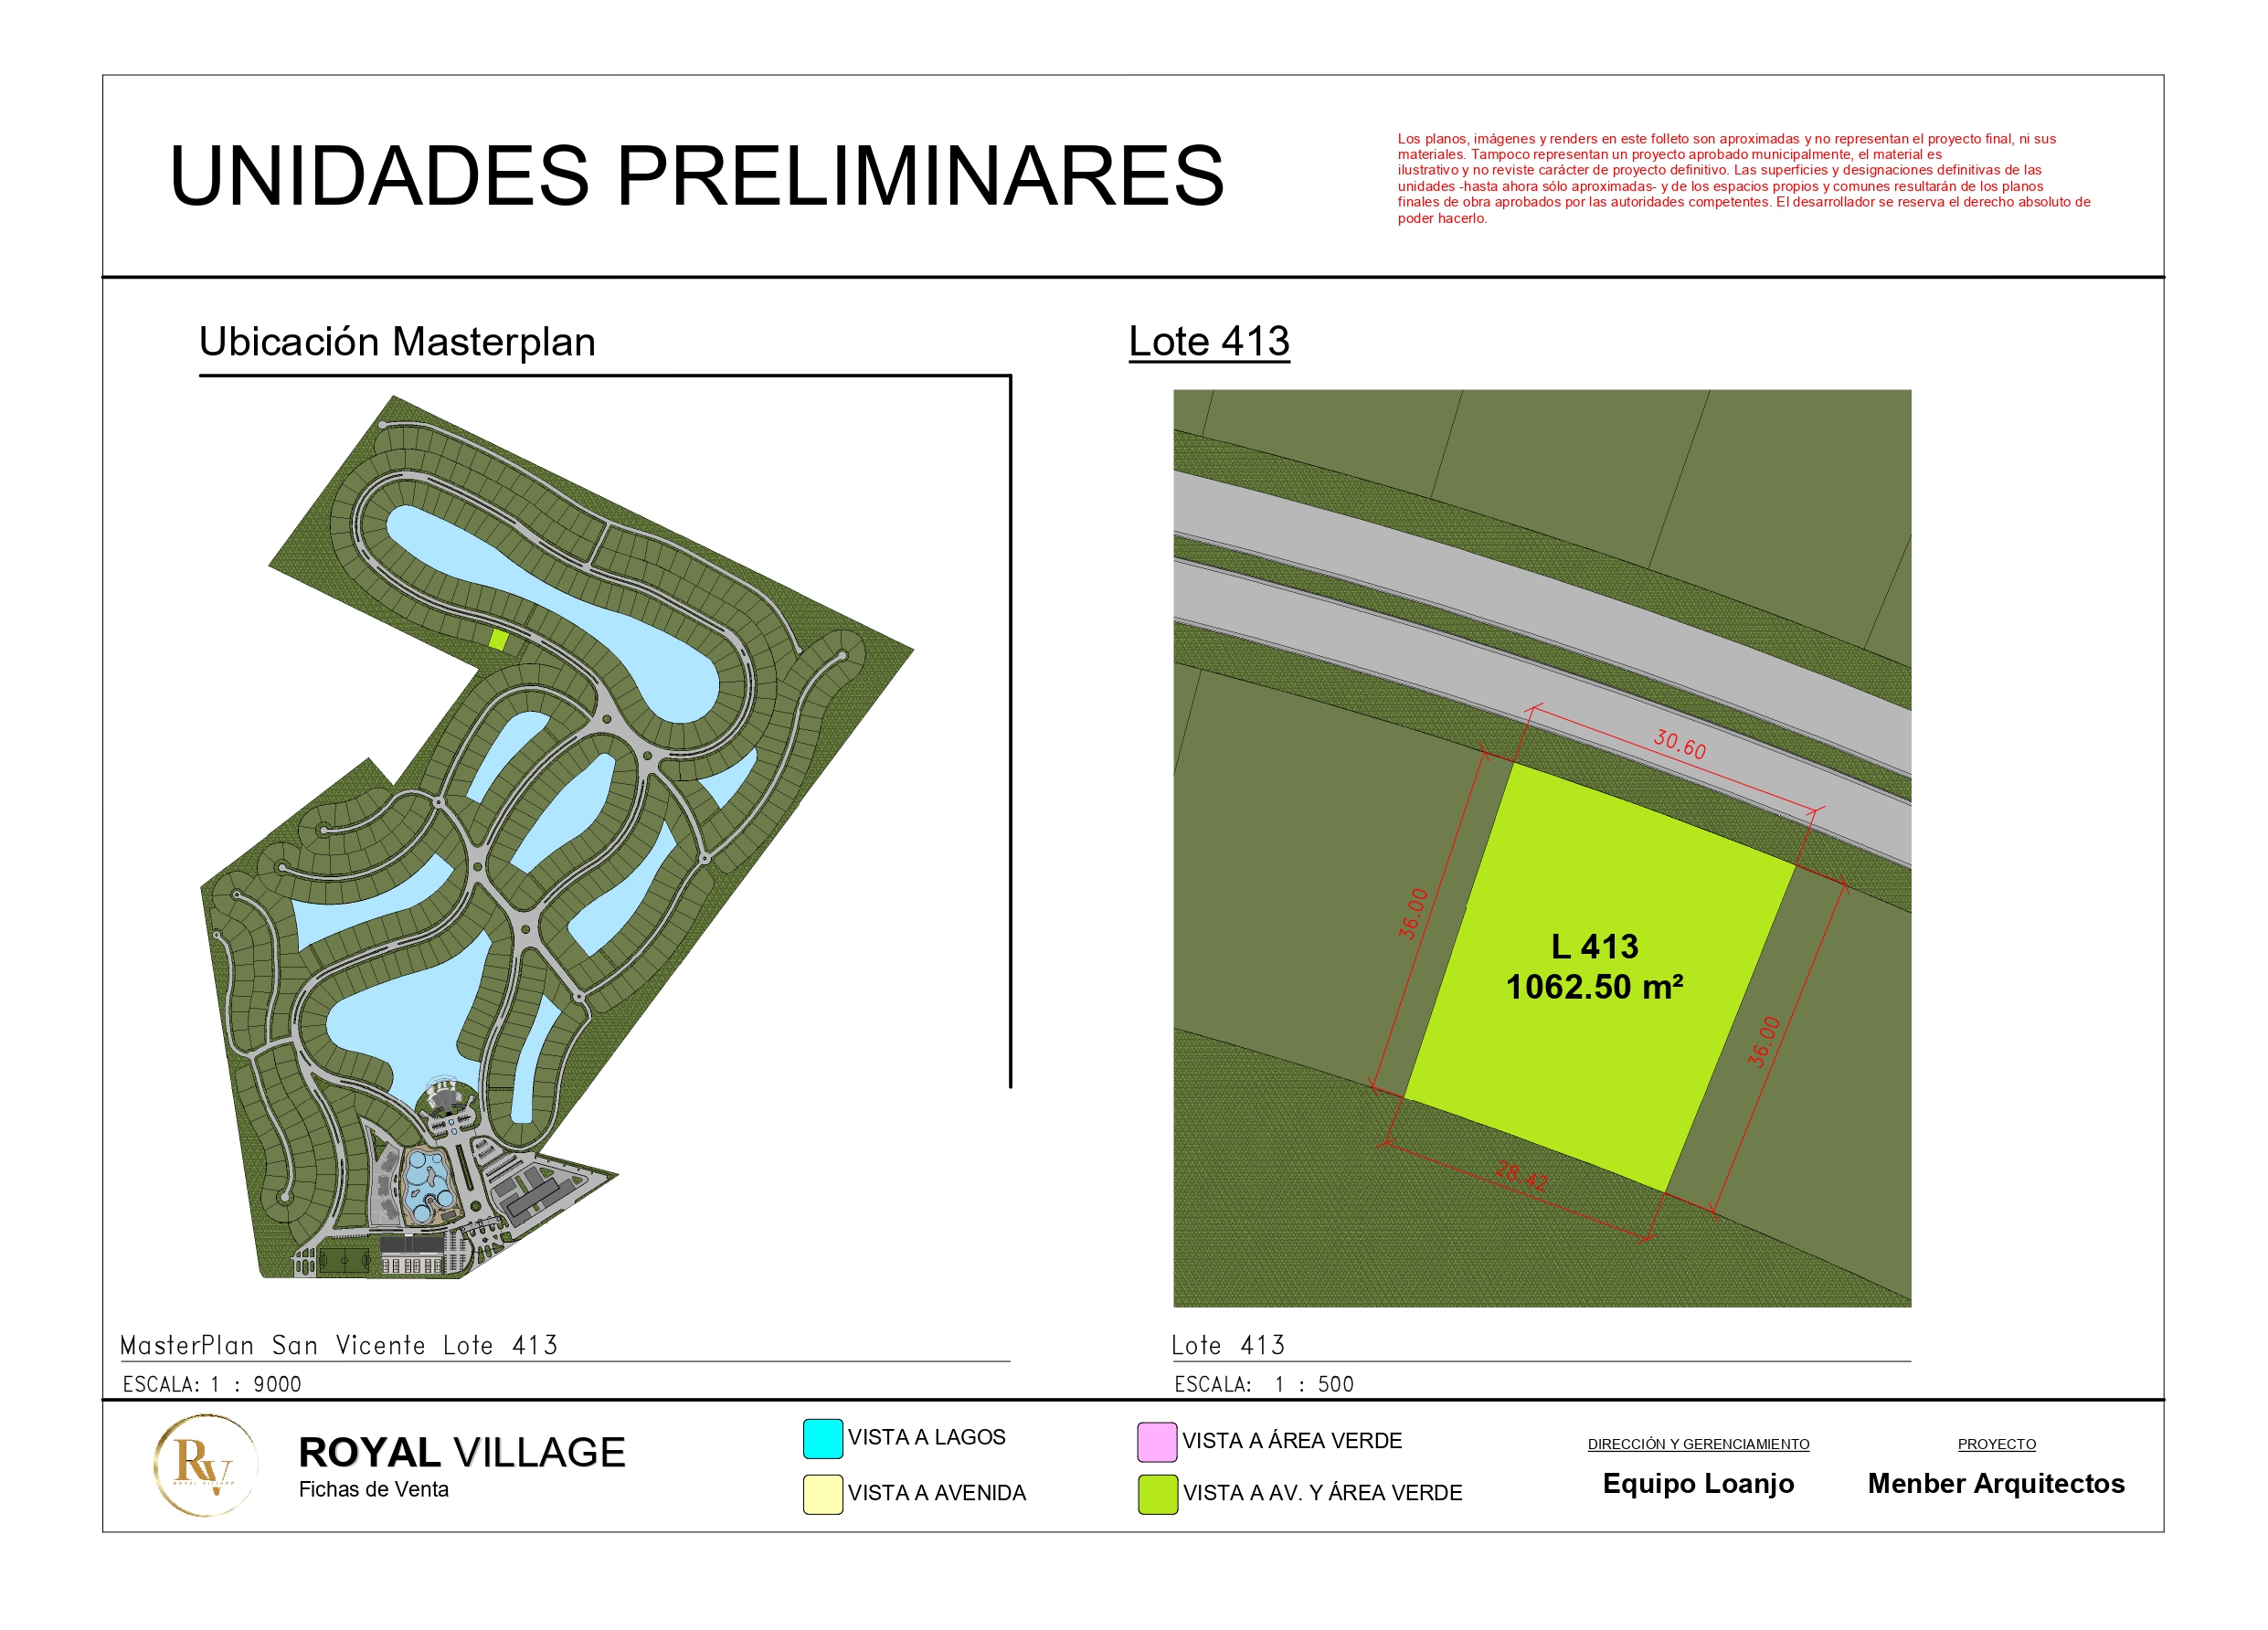 UNIDADES PRELIMINARES
Los planos, imágenes y renders en este folleto son aproximadas y no representan el proyecto final, ni sus
materiales. Tampoco representan un proyecto aprobado municipalmente, el material es
ilustrativo y no reviste carácter de proyecto definitivo. Las superficies y designaciones definitivas de las
unidades -hasta ahora sólo aproximadas- y de los espacios propios y comunes resultarán de los planos
finales de obra aprobados por las autoridades competentes. El desarrollador se reserva el derecho absoluto de
poder hacerlo.
Ubicación Masterplan
Lote 413
30.60
36.00
L 413
1062.50 m²
36.00
28.42
MasterPlan San Vicente Lote 413
ESCALA: 1 : 9000
Lote 413
ESCALA: 1 : 500
RV
ROYAL VILLAGE
ROYAL VILLAGE
Fichas de Venta
VISTA A LAGOS
VISTA A AVENIDA
VISTA A ÁREA VERDE
VISTA A AV. Y ÁREA VERDE
DIRECCIÓN Y GERENCIAMIENTO
Equipo Loanjo
PROYECTO
Menber Arquitectos